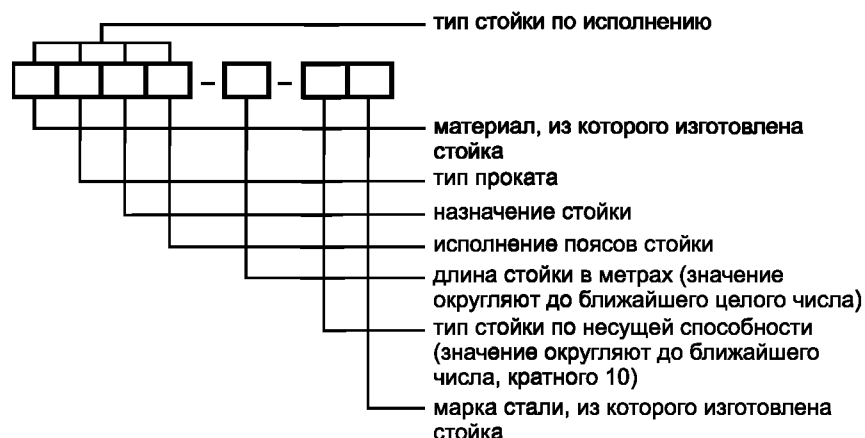 тип стойки по исполнению
– –
материал, из которого изготовлена
стойка
тип проката
назначение стойки
исполнение поясов стойки
длина стойки в метрах (значение
округляют до ближайшего целого числа)
тип стойки по несущей способности
(значение округляют до ближайшего
числа, кратного 10)
марка стали, из которого изготовлена
стойка